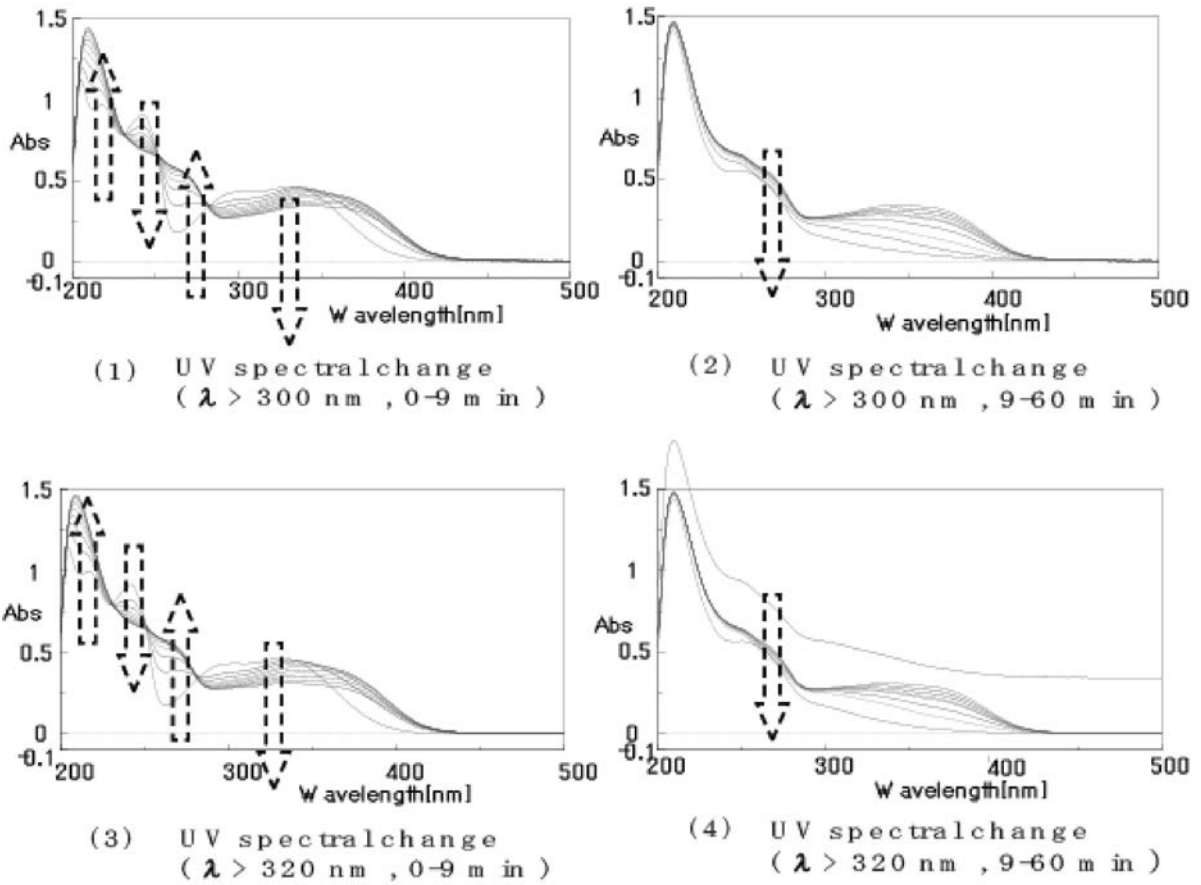 1.5
1
Abs
0.5
0
-0.1
200 300 400 500
W avelength[nm]
(1) UV spectralchange
( λ > 300 nm ,0-9 m in )
1.5
1
Abs
0.5
0
-0.1
200 300 400 500
W avelength[nm]
(2) UV spectralchange
( λ > 300 nm ,9-60 m in )
1.5
1
Abs
0.5
0
-0.1
200 300 400 500
W avelength[nm]
(3) UV spectralchange
( λ > 320 nm ,0-9 m in )
1.5
1
Abs
0.5
0
-0.1
200 300 400 500
W avelength[nm]
(4) UV spectralchange
( λ > 320 nm ,9-60 m in )